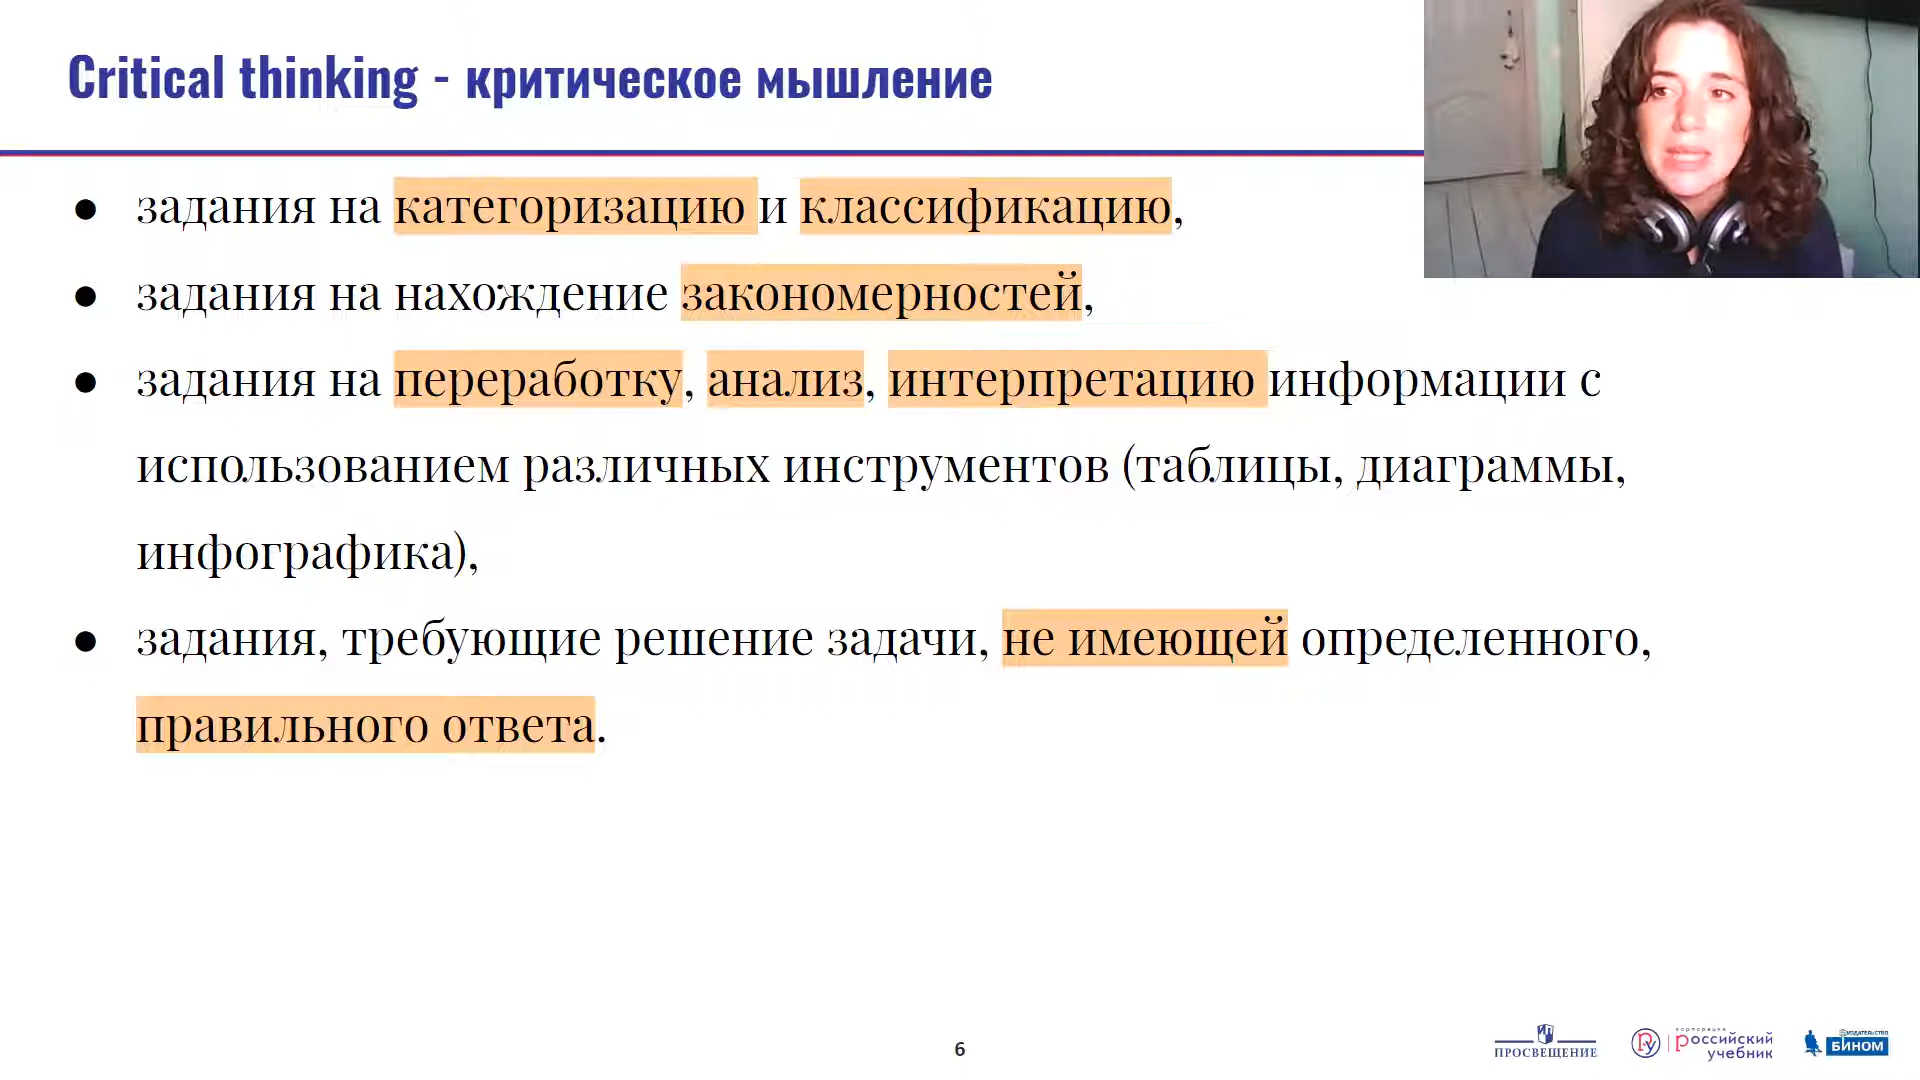 Critical thinking - критическое мышление
● задания на категоризацию и классификацию,
● задания на нахождение закономерностей,
● задания на переработку, анализ, интерпретацию информации с
использованием различных инструментов (таблицы, диаграммы,
инфографика),
● задания, требующие решение задачи, не имеющей определенного,
правильного ответа.
6
ПРОСВЕЩЕНИЕ
корпорация
российский
учебник
ИЗДАТЕЛЬСТВО
БИНОМ